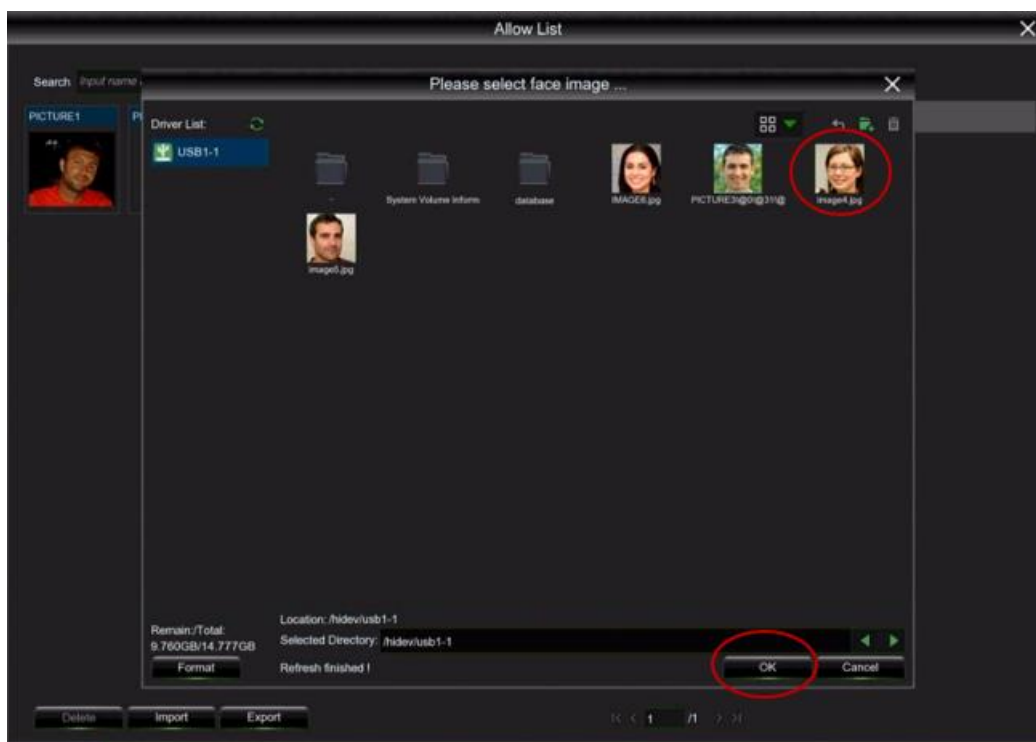 Allow List
Search Input name
Please select face image ...
PICTURE1
Driver List:
USB1-1
System Volume Inform
database
IMAGE6.jpg
image4.jpg
image5.jpg
Location: /hidev/usb1-1
Remain:/Total:
9.760GB/14.777GB
Selected Directory: /hidev/usb1-1
Format
Refresh finished !
OK
Cancel
Delete
Import
Export
1 /1